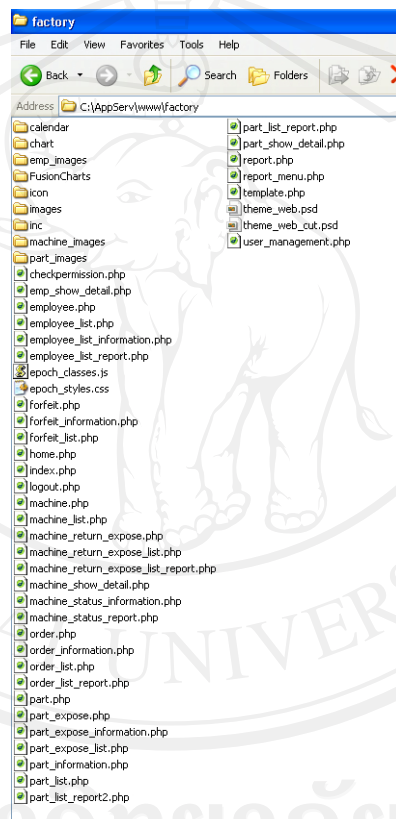 factory
File Edit View Favorites Tools Help
Back Search Folders
Address C:\AppServ\www\factory
calendar
chart
emp_images
FusionCharts
icon
images
inc
machine_images
part_images
checkpermission.php
emp_show_detail.php
employee.php
employee_list.php
employee_list_information.php
employee_list_report.php
epoch_classes.js
epoch_styles.css
forfeit.php
forfeit_information.php
forfeit_list.php
home.php
index.php
logout.php
machine.php
machine_list.php
machine_return_expose.php
machine_return_expose_list.php
machine_return_expose_list_report.php
machine_show_detail.php
machine_status_information.php
machine_status_report.php
order.php
order_information.php
order_list.php
order_list_report.php
part.php
part_expose.php
part_expose_information.php
part_expose_list.php
part_information.php
part_list.php
part_list_report2.php
part_list_report.php
part_show_detail.php
report.php
report_menu.php
template.php
theme_web.psd
theme_web_cut.psd
user_management.php